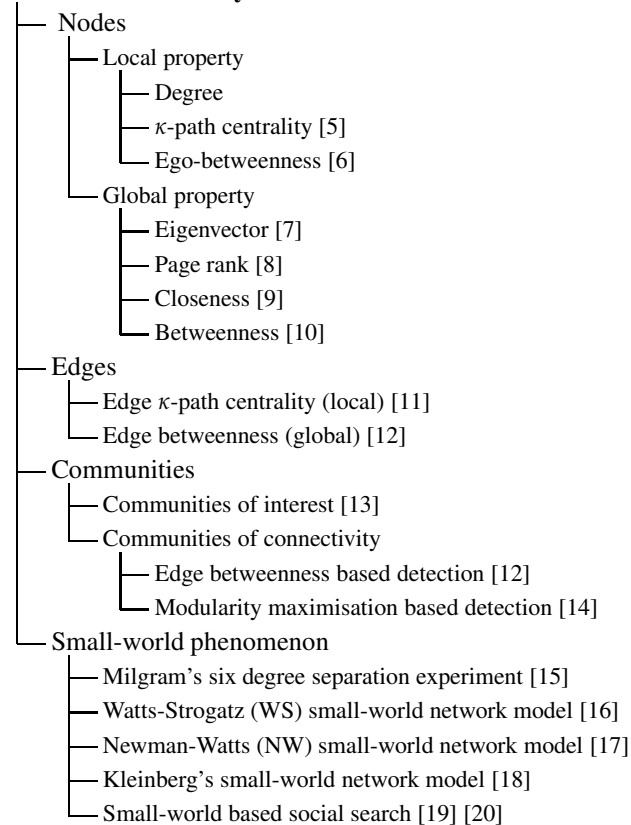 Nodes
Local property
Degree
κ-path centrality [5]
Ego-betweenness [6]
Global property
Eigenvector [7]
Page rank [8]
Closeness [9]
Betweenness [10]
Edges
Edge κ-path centrality (local) [11]
Edge betweenness (global) [12]
Communities
Communities of interest [13]
Communities of connectivity
Edge betweenness based detection [12]
Modularity maximisation based detection [14]
Small-world phenomenon
Milgram's six degree separation experiment [15]
Watts-Strogatz (WS) small-world network model [16]
Newman-Watts (NW) small-world network model [17]
Kleinberg's small-world network model [18]
Small-world based social search [19] [20]